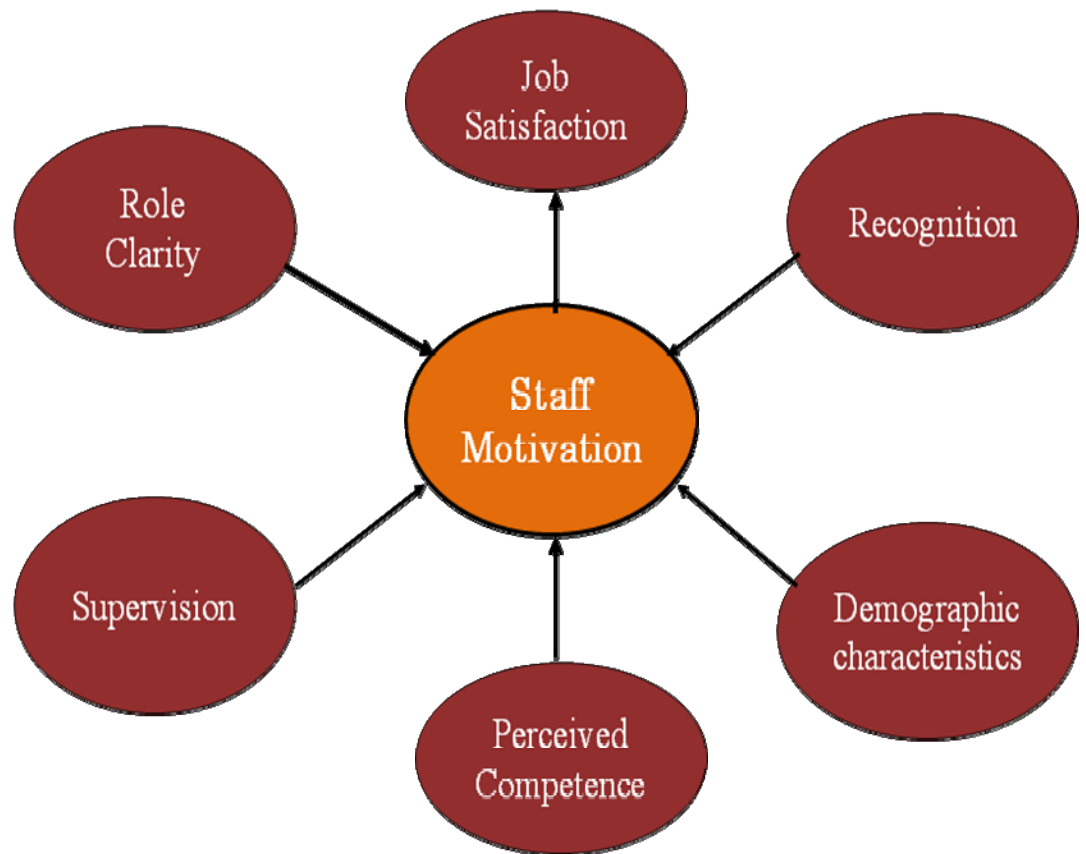 Job
Satisfaction
Role
Clarity
Recognition
Staff
Motivation
Supervision
Demographic
characteristics
Perceived
Competence